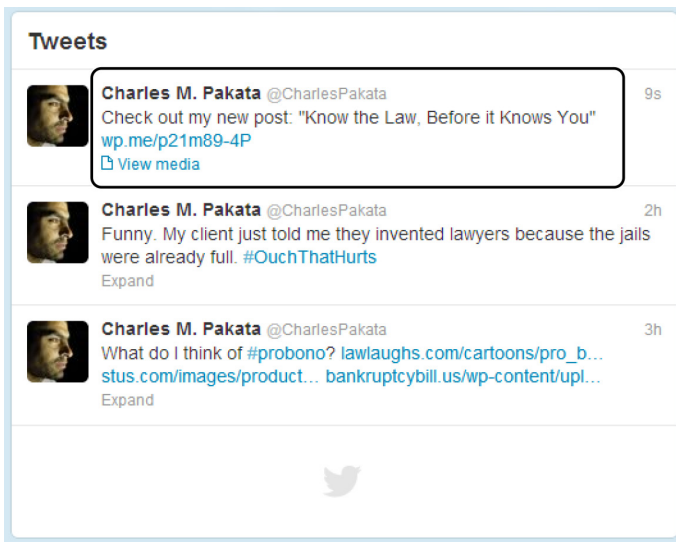 Tweets
Charles M. Pakata @CharlesPakata 9s
Check out my new post: "Know the Law, Before it Knows You"
wp.me/p21m89-4P
View media
Charles M. Pakata @CharlesPakata 2h
Funny. My client just told me they invented lawyers because the jails
were already full. #OuchThatHurts
Expand
Charles M. Pakata @CharlesPakata 3h
What do I think of #probono? lawlaughs.com/cartoons/pro_b...
stus.com/images/product... bankruptcybill.us/wp-content/upl...
Expand